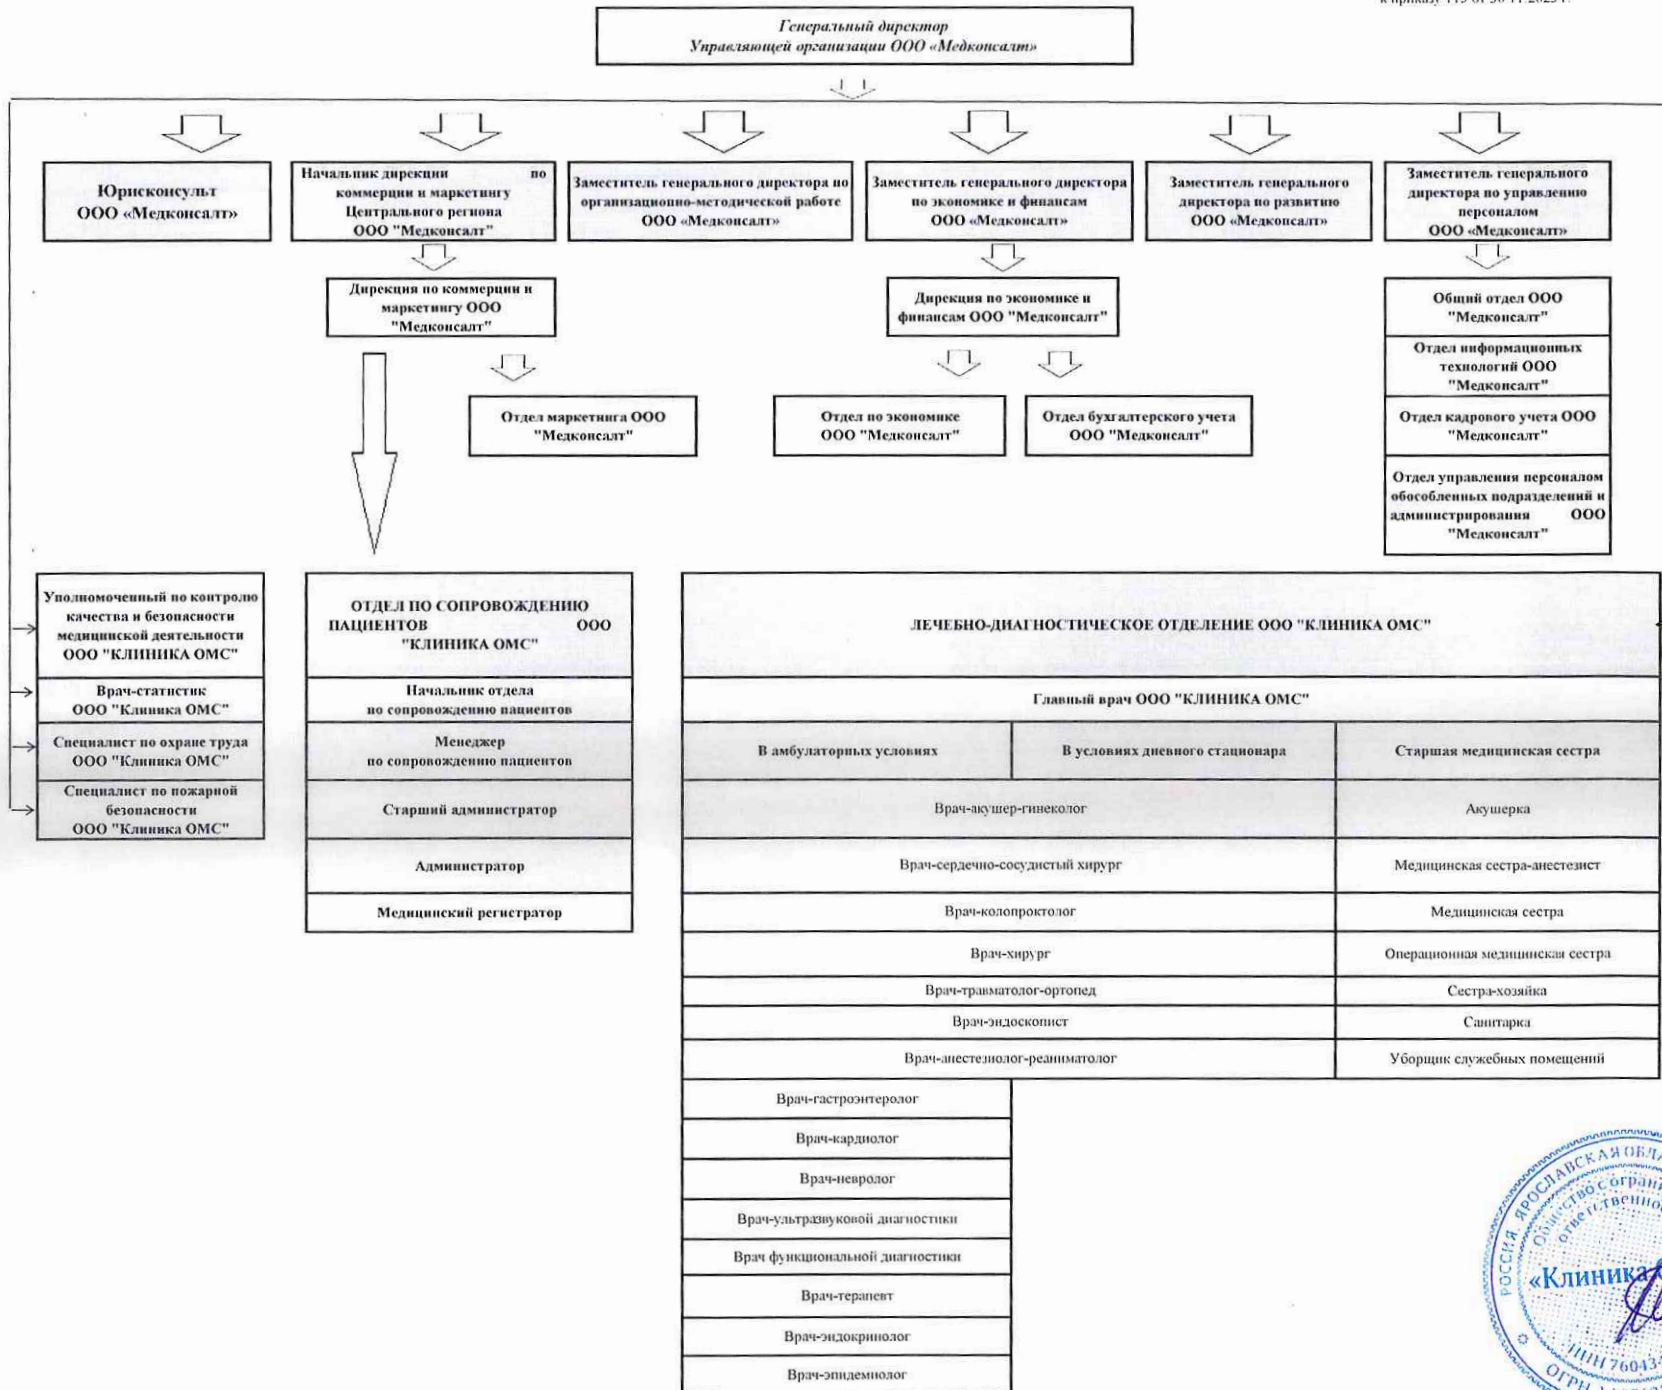 Генеральный директор
Управляющей организации ООО «Медконсалт»
Юрисконсульт
ООО «Медконсалт»
Начальник дирекции по
коммерции и маркетингу
Центрального региона
ООО "Медконсалт"
Заместитель генерального директора по
организационно-методической работе
ООО «Медконсалт»
Заместитель генерального директора
по экономике и финансам
ООО «Медконсалт»
Заместитель генерального
директора по развитию
ООО «Медконсалт»
Заместитель генерального
директора по управлению
персоналом
ООО «Медконсалт»
Дирекция по коммерции и
маркетингу ООО
"Медконсалт"
Дирекция по экономике и
финансам ООО "Медконсалт"
Общий отдел ООО
"Медконсалт"
Отдел информационных
технологий ООО
"Медконсалт"
Отдел кадрового учета ООО
"Медконсалт"
Отдел управления персоналом
обособленных подразделений и
администрирования ООО
"Медконсалт"
Отдел маркетинга ООО
"Медконсалт"
Отдел по экономике
ООО "Медконсалт"
Отдел бухгалтерского учета
ООО "Медконсалт"
Уполномоченный по контролю
качества и безопасности
медицинской деятельности
ООО "КЛИНИКА ОМС"
Врач-статистик
ООО "Клиника ОМС"
Специалист по охране труда
ООО "Клиника ОМС"
Специалист по пожарной
безопасности
ООО "Клиника ОМС"
ОТДЕЛ ПО СОПРОВОЖДЕНИЮ
ПАЦИЕНТОВ ООО
"КЛИНИКА ОМС"
Начальник отдела
по сопровождению пациентов
Менеджер
по сопровождению пациентов
Старший администратор
Администратор
Медицинский регистратор
ЛЕЧЕБНО-ДИАГНОСТИЧЕСКОЕ ОТДЕЛЕНИЕ ООО "КЛИНИКА ОМС"
Главный врач ООО "КЛИНИКА ОМС"
В амбулаторных условиях
В условиях дневного стационара
Старшая медицинская сестра
Врач-акушер-гинеколог
Акушерка
Врач-сердечно-сосудистый хирург
Медицинская сестра-анестезист
Врач-колопроктолог
Медицинская сестра
Врач-хирург
Операционная медицинская сестра
Врач-травматолог-ортопед
Сестра-хозяйка
Врач-эндоскопист
Санитарка
Врач-анестезиолог-реаниматолог
Уборщик служебных помещений
Врач-гастроэнтеролог
Врач-кардиолог
Врач-невролог
Врач-ультразвуковой диагностики
Врач функциональной диагностики
Врач-терапевт
Врач-эндокринолог
Врач-эпидемиолог
РОССИЯ ЯРОСЛАВСКАЯ
Общество с
«Клиника
ИНН
ОГРН